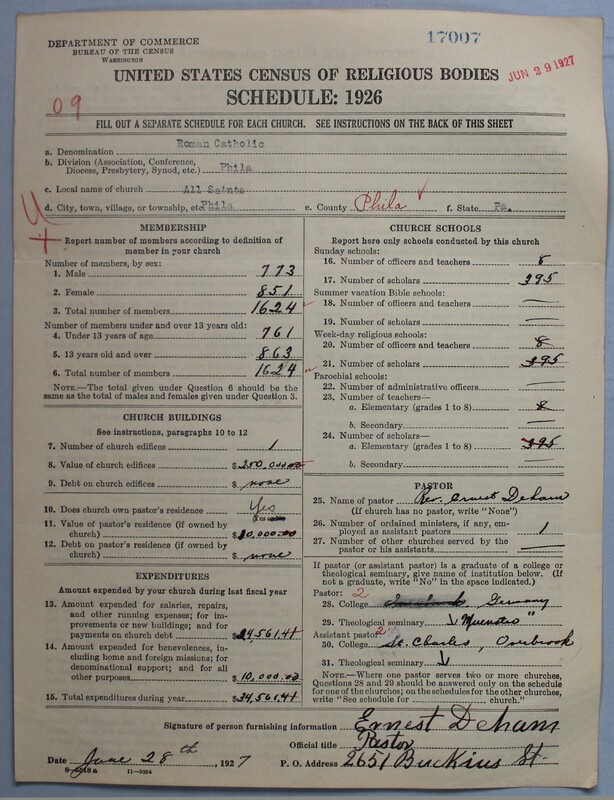 17007
DEPARTMENT OF COMMERCE
BUREAU OF THE CENSUS
WASHINGTON
JUN 29 1927
UNITED STATES CENSUS OF RELIGIOUS BODIES
SCHEDULE: 1926
09
FILL OUT A SEPARATE SCHEDULE FOR EACH CHURCH. SEE INSTRUCTIONS ON THE BACK OF THIS SHEET
a. Denomination Roman Catholic
b. Division (Association, Conference,
Diocese, Presbytery, Synod, etc.) Phila
c. Local name of church All Saints
d. City, town, village, or township, etc. Phila e. County Phila f. State Pa.
MEMBERSHIP
Report number of members according to definition of
member in your church
Number of members, by sex:
1. Male 773
2. Female 851
3. Total number of members 1624
Number of members under and over 13 years old:
4. Under 13 years of age 761
5. 13 years old and over 863
6. Total number of members 1624
NOTE.—The total given under Question 6 should be
the same as the total of males and females given under Question 3.
CHURCH BUILDINGS
See instructions, paragraphs 10 to 12
7. Number of church edifices 1
8. Value of church edifices $250,000.00
9. Debt on church edifices $ none
10. Does church own pastor's residence Yes
Yes or No
11. Value of pastor's residence (if owned by
church) $10,000.00
12. Debt on pastor's residence (if owned by
church) $ none
EXPENDITURES
Amount expended by your church during last fiscal year
13. Amount expended for salaries, repairs,
and other running expenses; for im-
provements or new buildings; and for
payments on church debt $24,561.41
14. Amount expended for benevolences,
including home and foreign missions; for
denominational support; and for all
other purposes $10,000.00
15. Total expenditures during year $34,561.41
CHURCH SCHOOLS
Report here only schools conducted by this church
Sunday schools:
16. Number of officers and teachers 8
17. Number of scholars 395
Summer vacation Bible schools:
18. Number of officers and teachers —
19. Number of scholars —
Week-day religious schools:
20. Number of officers and teachers 8
21. Number of scholars 395
Parochial schools:
22. Number of administrative officers —
23. Number of teachers—
a. Elementary (grades 1 to 8) 8
b. Secondary —
24. Number of scholars—
a. Elementary (grades 1 to 8) 395
b. Secondary —
PASTOR
25. Name of pastor Rev. Ernest Deham
(If church has no pastor, write "None")
26. Number of ordained ministers, if any, em-
ployed as assistant pastors 1
27. Number of other churches served by the
pastor or his assistants —
If pastor (or assistant pastor) is a graduate of a college or
theological seminary, give name of institution below. (If
not a graduate, write "No" in the space indicated.)
Pastor: 2
28. College Germany
29. Theological seminary "Muenster"
Assistant pastor: 2
30. College St. Charles, Overbrook
31. Theological seminary
NOTE.—Where one pastor serves two or more churches,
Questions 28 and 29 should be answered only on the schedule
for one of the churches; on the schedules for the other churches,
write "See schedule for church."
Signature of person furnishing information Ernest Deham
Official title Pastor
Date June 28th, 1927 P. O. Address 2651 Buckius St.
11—9354